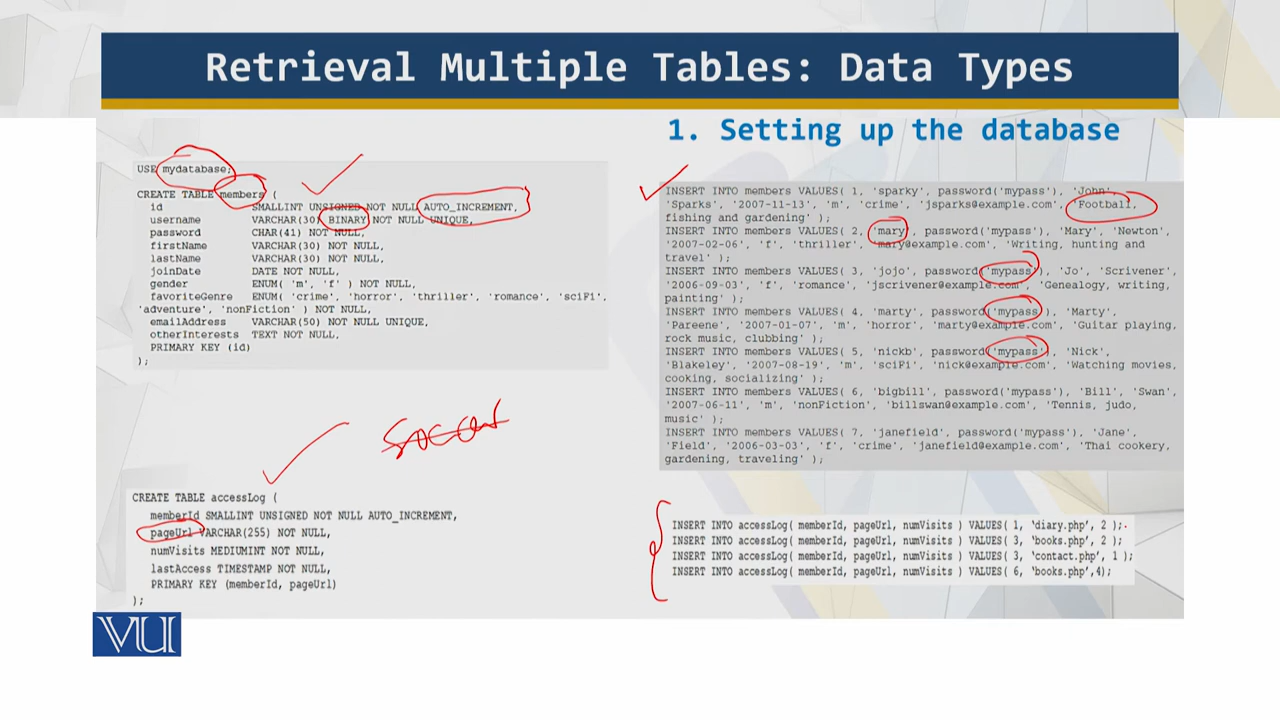 Retrieval Multiple Tables: Data Types
1. Setting up the database
USE mydatabase;
CREATE TABLE members (
id SMALLINT UNSIGNED NOT NULL AUTO_INCREMENT,
username VARCHAR(30) BINARY NOT NULL UNIQUE,
password CHAR(41) NOT NULL,
firstName VARCHAR(30) NOT NULL,
lastName VARCHAR(30) NOT NULL,
joinDate DATE NOT NULL,
gender ENUM( 'm', 'f' ) NOT NULL,
favoriteGenre ENUM( 'crime', 'horror', 'thriller', 'romance', 'sciFi',
'adventure', 'nonFiction' ) NOT NULL,
emailAddress VARCHAR(50) NOT NULL UNIQUE,
otherInterests TEXT NOT NULL,
PRIMARY KEY (id)
);
CREATE TABLE accessLog (
memberId SMALLINT UNSIGNED NOT NULL AUTO_INCREMENT,
pageUrl VARCHAR(255) NOT NULL,
numVisits MEDIUMINT NOT NULL,
lastAccess TIMESTAMP NOT NULL,
PRIMARY KEY (memberId, pageUrl)
);
INSERT INTO members VALUES( 1, 'sparky', password('mypass'), 'John',
'Sparks', '2007-11-13', 'm', 'crime', 'jsparks@example.com', 'Football,
fishing and gardening' );
INSERT INTO members VALUES( 2, 'mary', password('mypass'), 'Mary', 'Newton',
'2007-02-06', 'f', 'thriller', 'mary@example.com', 'Writing, hunting and
travel' );
INSERT INTO members VALUES( 3, 'jojo', password('mypass'), 'Jo', 'Scrivener',
'2006-09-03', 'f', 'romance', 'jscrivener@example.com', 'Genealogy, writing,
painting' );
INSERT INTO members VALUES( 4, 'marty', password('mypass'), 'Marty',
'Pareene', '2007-01-07', 'm', 'horror', 'marty@example.com', 'Guitar playing,
rock music, clubbing' );
INSERT INTO members VALUES( 5, 'nickb', password('mypass'), 'Nick',
'Blakeley', '2007-08-19', 'm', 'sciFi', 'nick@example.com', 'Watching movies,
cooking, socializing' );
INSERT INTO members VALUES( 6, 'bigbill', password('mypass'), 'Bill', 'Swan',
'2007-06-11', 'm', 'nonFiction', 'billswan@example.com', 'Tennis, judo,
music' );
INSERT INTO members VALUES( 7, 'janefield', password('mypass'), 'Jane',
'Field', '2006-03-03', 'f', 'crime', 'janefield@example.com', 'Thai cookery,
gardening, traveling' );
INSERT INTO accessLog( memberId, pageUrl, numVisits ) VALUES( 1, 'diary.php', 2 );
INSERT INTO accessLog( memberId, pageUrl, numVisits ) VALUES( 3, 'books.php', 2 );
INSERT INTO accessLog( memberId, pageUrl, numVisits ) VALUES( 3, 'contact.php', 1 );
INSERT INTO accessLog( memberId, pageUrl, numVisits ) VALUES( 6, 'books.php',4);
VU